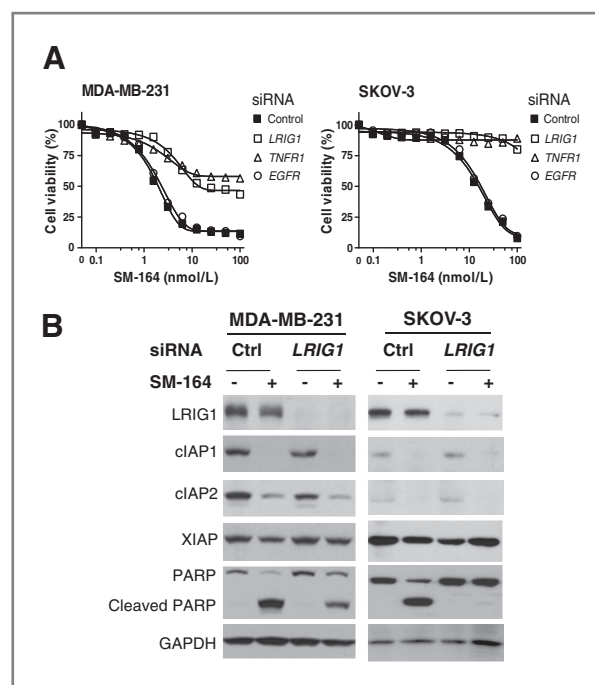 A
MDA-MB-231
Cell viability (%)
100
75
50
25
0
0.1
1
10
100
SM-164 (nmol/L)
siRNA
Control
LRIG1
TNFR1
EGFR
SKOV-3
Cell viability (%)
100
75
50
25
0
0.1
1
10
100
SM-164 (nmol/L)
siRNA
Control
LRIG1
TNFR1
EGFR
B
MDA-MB-231 SKOV-3
siRNA Ctrl LRIG1 Ctrl LRIG1
SM-164 - + - + - + - +
LRIG1
cIAP1
cIAP2
XIAP
PARP
Cleaved PARP
GAPDH